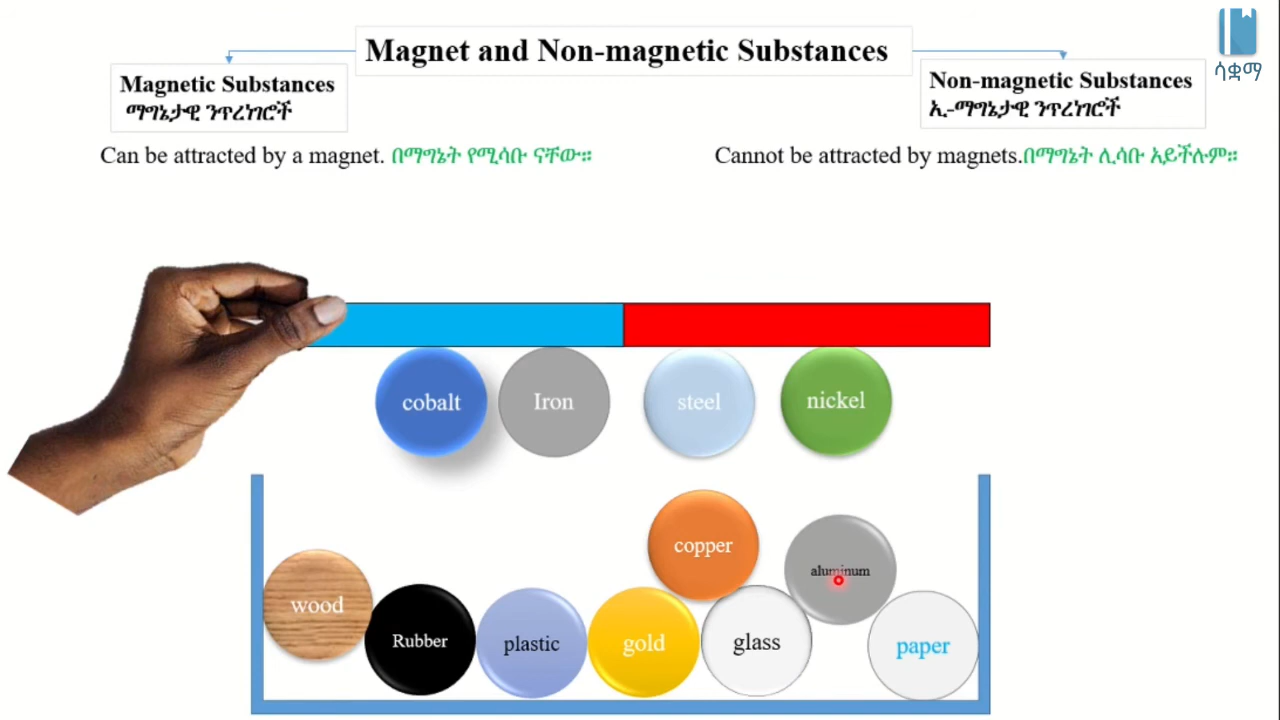 Magnet and Non-magnetic Substances
Magnetic Substances
ማግኔታዊ ንጥረነገሮች
Can be attracted by a magnet. በማግኔት የሚሳቡ ናቸው።
Non-magnetic Substances
ኢ-ማግኔታዊ ንጥረነገሮች
Cannot be attracted by magnets.በማግኔት ሊሳቡ አይችሉም።
ሳቋማ
cobalt
Iron
steel
nickel
copper
aluminum
wood
Rubber
plastic
gold
glass
paper